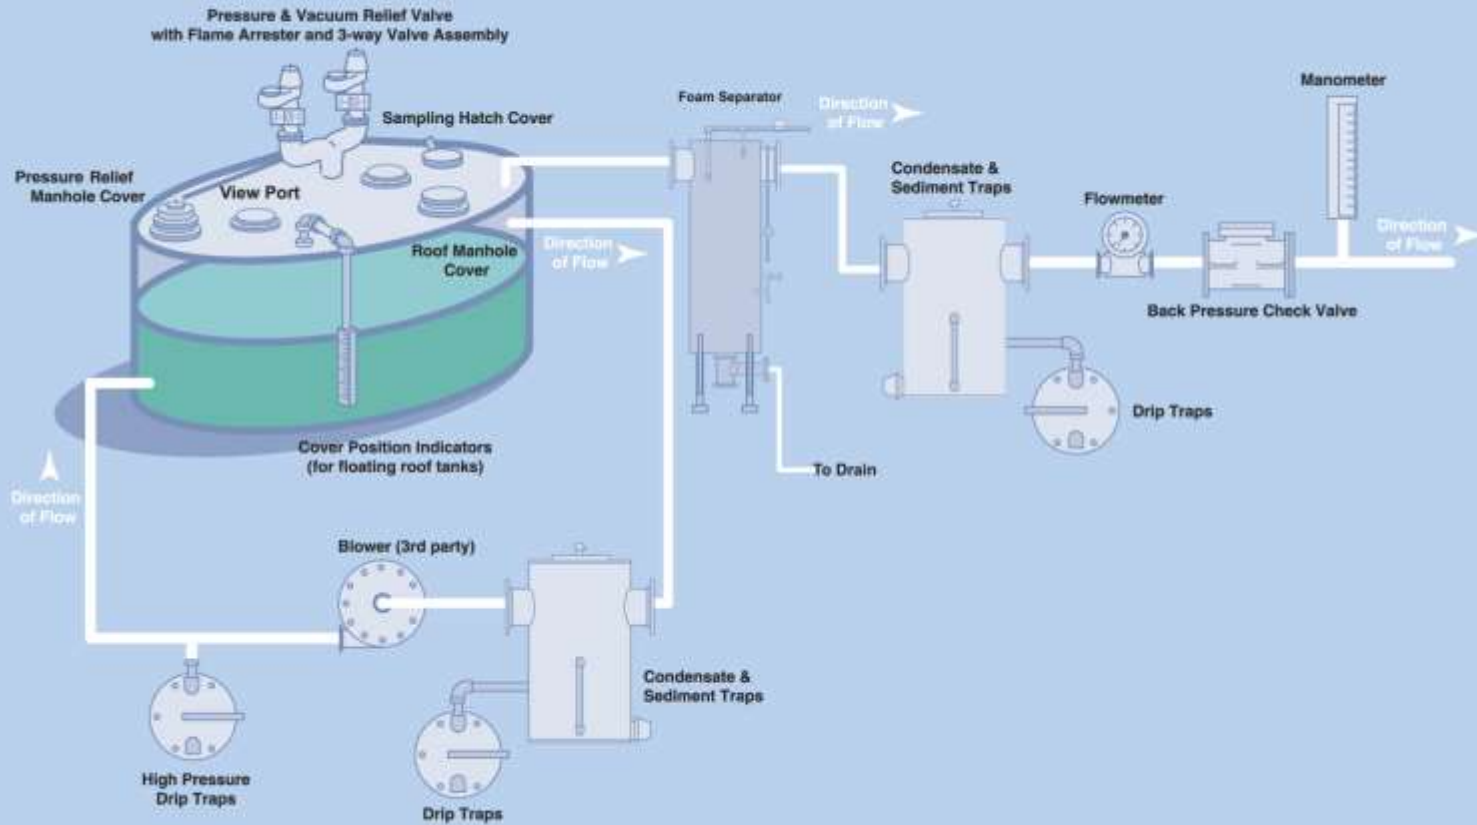 Pressure & Vacuum Relief Valve
with Flame Arrester and 3-way Valve Assembly
Sampling Hatch Cover
Pressure Relief
Manhole Cover
View Port
Roof Manhole
Cover
Direction
of Flow
Cover Position Indicators
(for floating roof tanks)
Foam Separator
Direction
of Flow
To Drain
Condensate &
Sediment Traps
Flowmeter
Manometer
Direction
of Flow
Back Pressure Check Valve
Drip Traps
Direction
of Flow
Blower (3rd party)
Condensate &
Sediment Traps
High Pressure
Drip Traps
Drip Traps